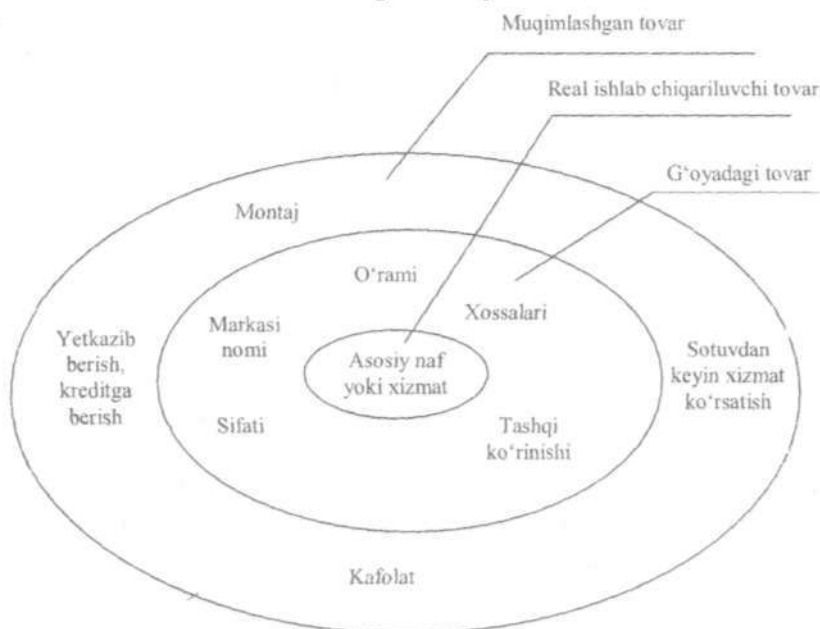 Muqimlashgan tovar
Real ishlab chiqariluvchi tovar
G‘oyadagi tovar
Montaj
O‘rami
Xossalari
Markasi
nomi
Yetkazib
berish,
kreditga
berish
Asosiy naf
yoki xizmat
Sotuvdan
keyin xizmat
ko‘rsatish
Sifati
Tashqi
ko‘rinishi
Kafolat